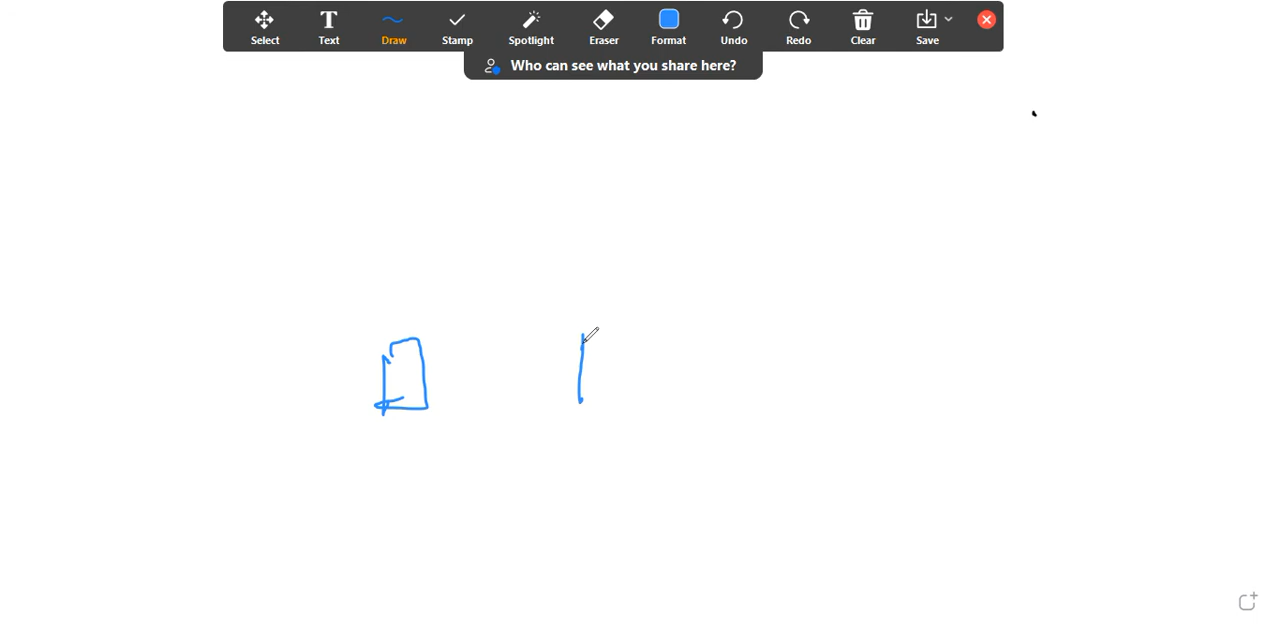 Select Text Draw Stamp Spotlight Eraser Format Undo Redo Clear Save
Who can see what you share here?